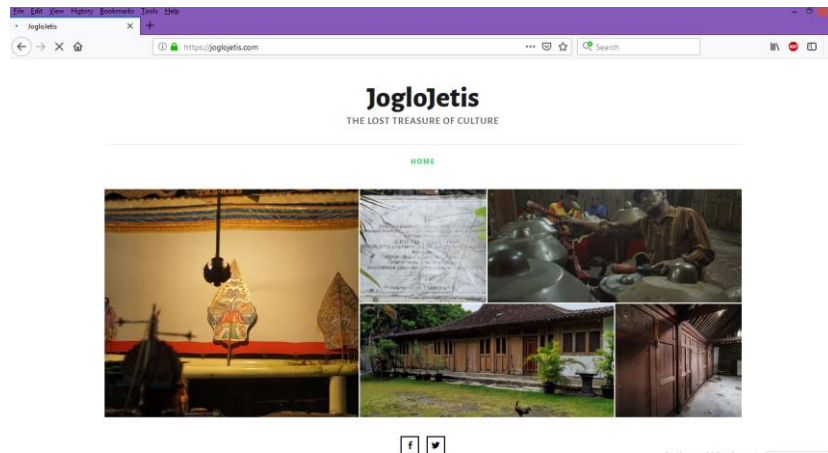 File Edit View History Bookmarks Tools Help
JogloJetis
https://joglojetis.com
Search
JogloJetis
THE LOST TREASURE OF CULTURE
HOME